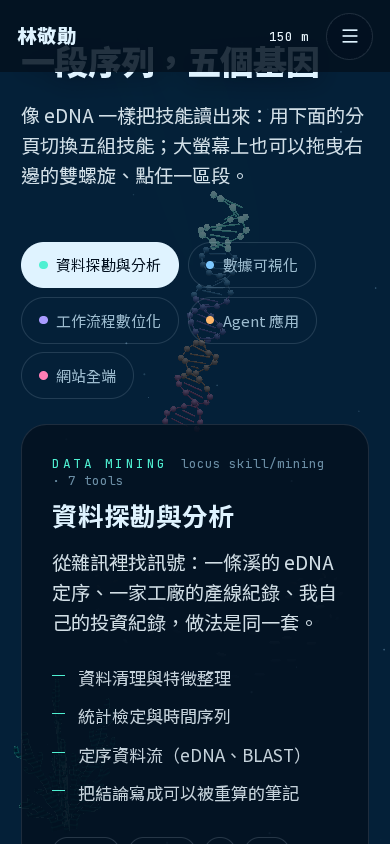 林敬勛
150 m
一段序列，五個基因
像 eDNA 一樣把技能讀出來：用下面的分
頁切換五組技能；大螢幕上也可以拖曳右
邊的雙螺旋、點任一區段。
資料探勘與分析
數據可視化
工作流程數位化
Agent 應用
網站全端
DATA MINING locus skill/mining
· 7 tools
資料探勘與分析
從雜訊裡找訊號：一條溪的 eDNA
定序、一家工廠的產線紀錄、我自
己的投資紀錄，做法是同一套。
資料清理與特徵整理
統計檢定與時間序列
定序資料流（eDNA、BLAST）
把結論寫成可以被重算的筆記